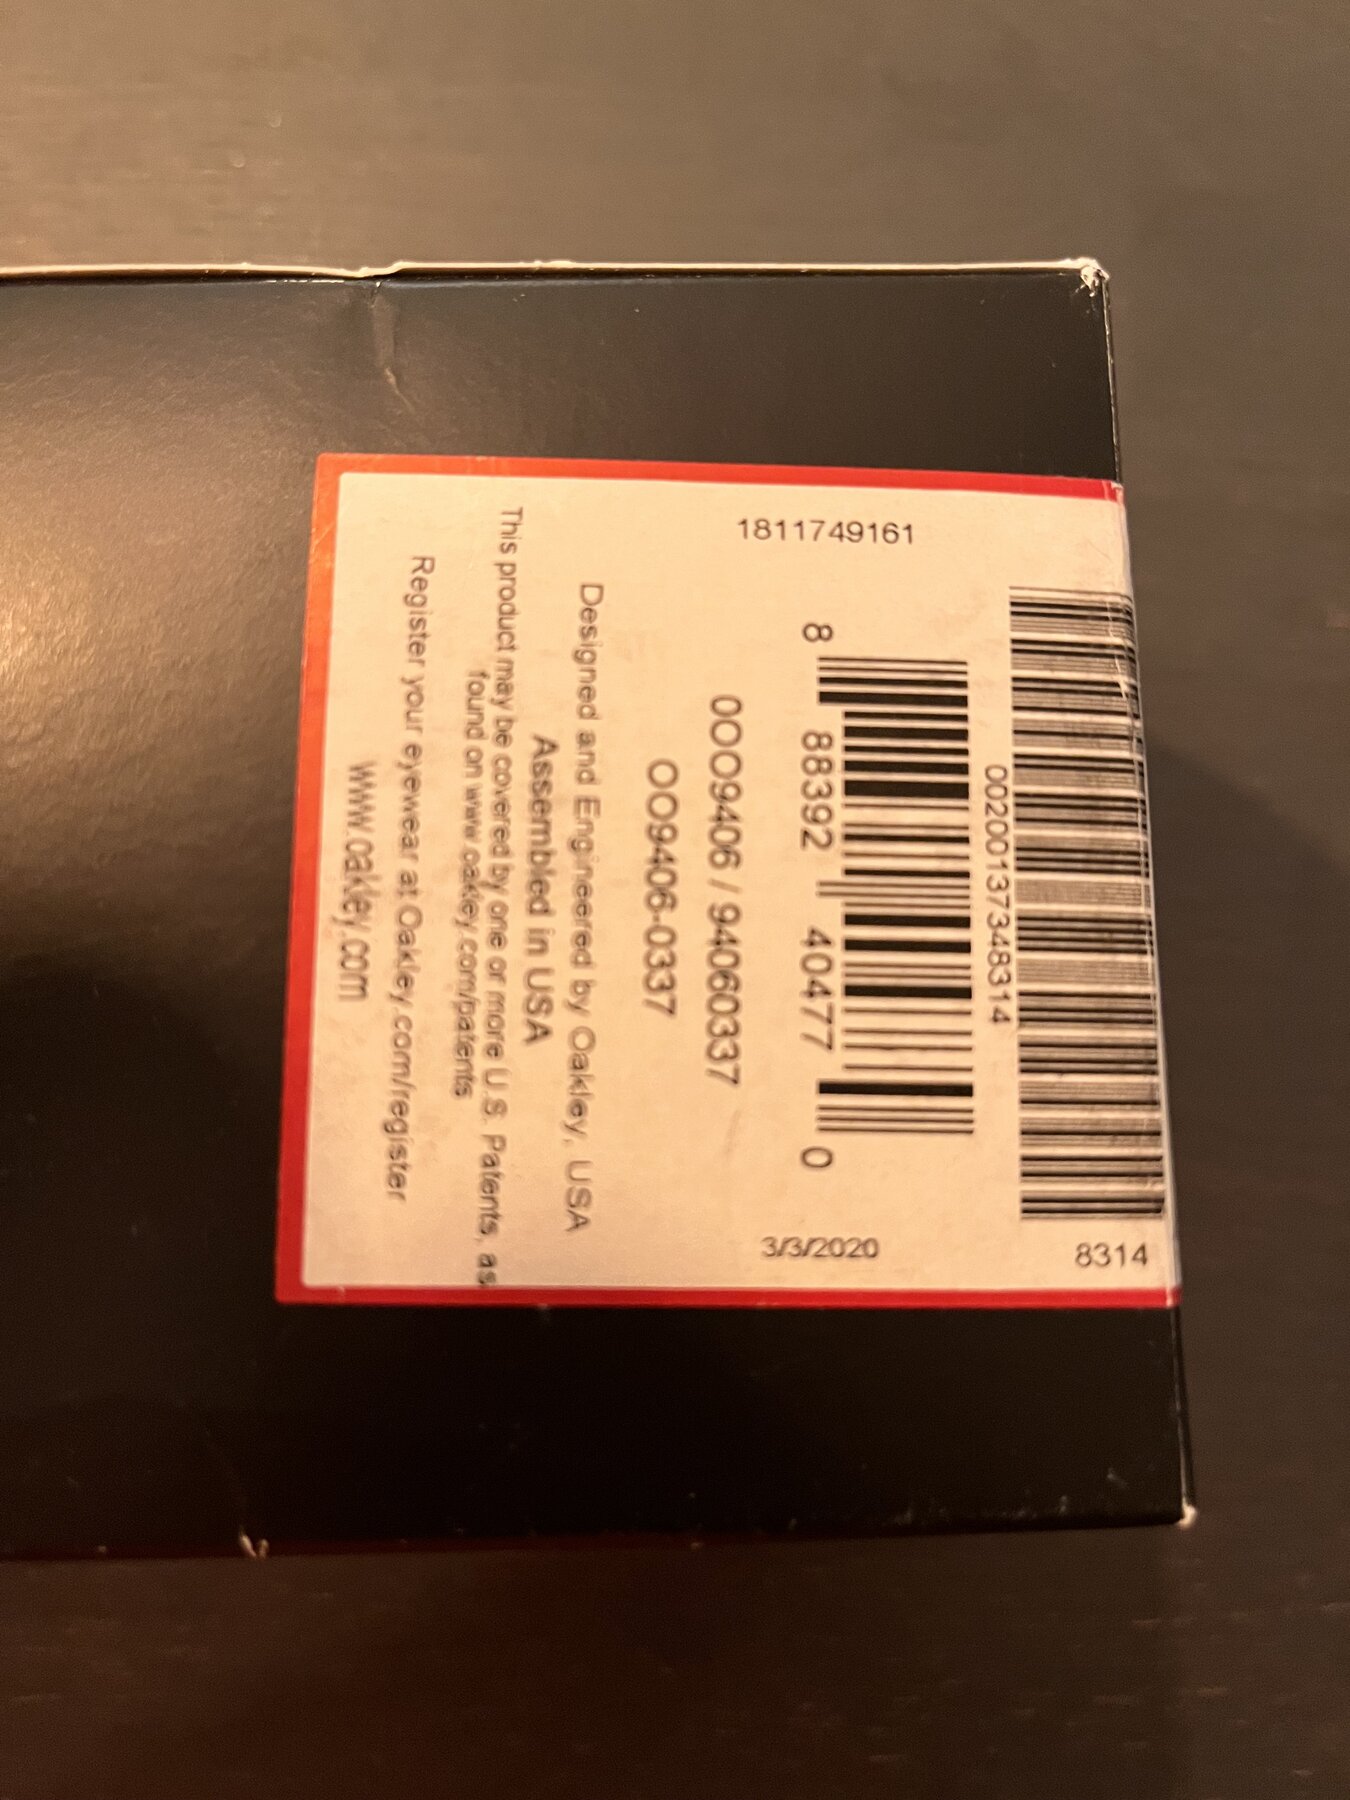 0020013734831​4
8314
1811749161
8 88392 40477 0
3/3/2020
0OO9406 / 94060337
OO9406-0337
Designed and Engineered by Oakley, USA
Assembled in USA
This product may be covered by one or more U.S. Patents, as
found on www.oakley.com/patents
Register your eyewear at Oakley.com/register
www.oakley.com